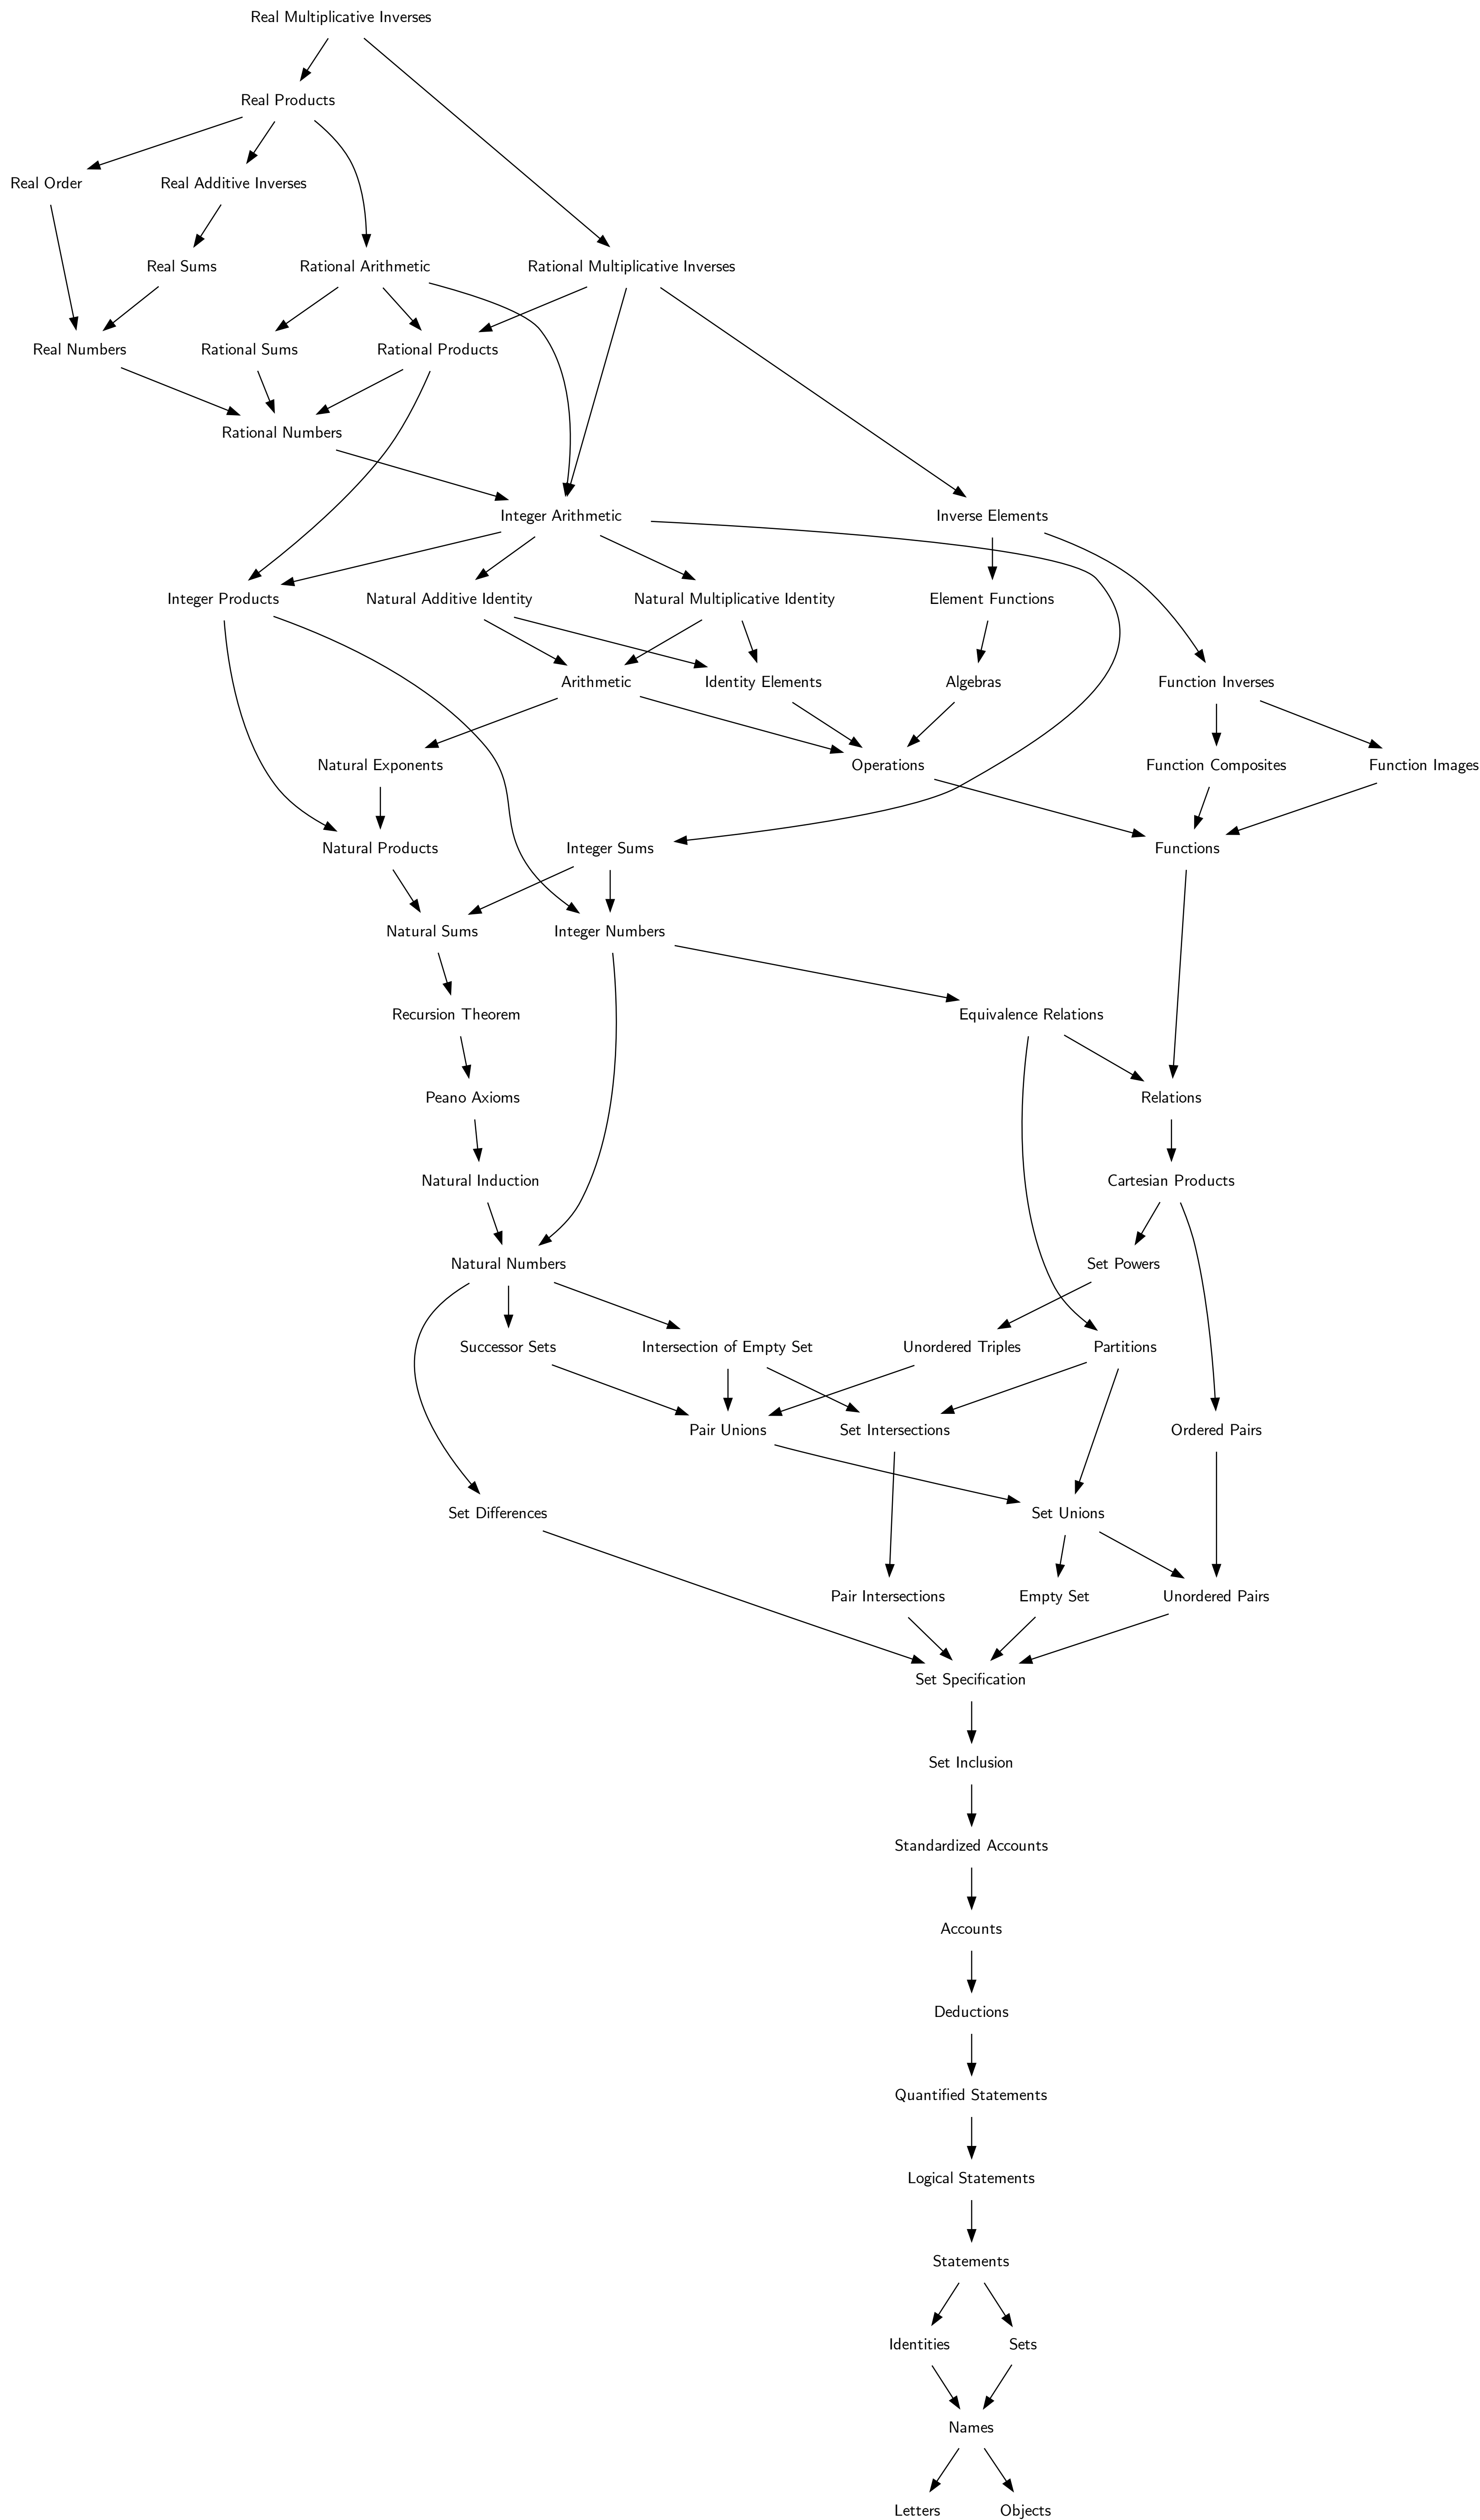 Real Multiplicative Inverses
Real Products
Real Order
Real Additive Inverses
Real Sums
Rational Arithmetic
Rational Multiplicative Inverses
Real Numbers
Rational Sums
Rational Products
Rational Numbers
Integer Arithmetic
Inverse Elements
Integer Products
Natural Additive Identity
Natural Multiplicative Identity
Element Functions
Arithmetic
Identity Elements
Algebras
Function Inverses
Natural Exponents
Operations
Function Composites
Function Images
Natural Products
Integer Sums
Functions
Natural Sums
Integer Numbers
Recursion Theorem
Equivalence Relations
Peano Axioms
Relations
Natural Induction
Cartesian Products
Natural Numbers
Set Powers
Successor Sets
Intersection of Empty Set
Unordered Triples
Partitions
Pair Unions
Set Intersections
Ordered Pairs
Set Differences
Set Unions
Pair Intersections
Empty Set
Unordered Pairs
Set Specification
Set Inclusion
Standardized Accounts
Accounts
Deductions
Quantified Statements
Logical Statements
Statements
Identities
Sets
Names
Letters
Objects